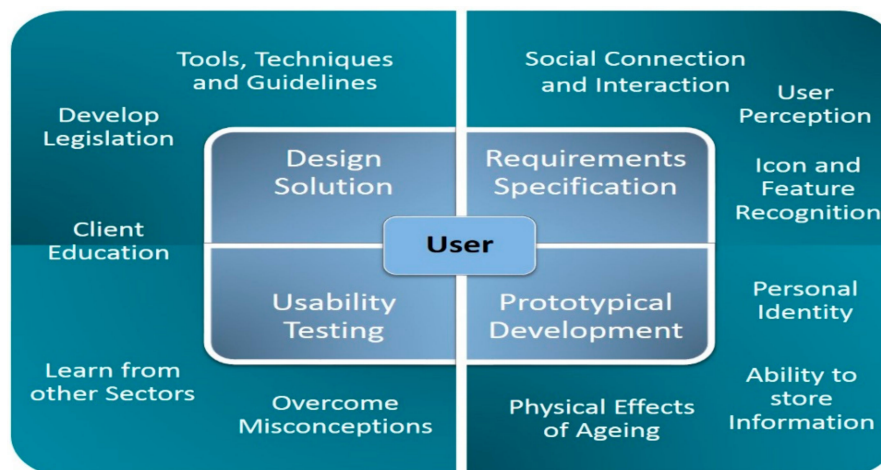 Tools, Techniques
and Guidelines
Develop
Legislation
Client
Education
Learn from
other Sectors
Overcome
Misconceptions
Design
Solution
Requirements
Specification
User
Usability
Testing
Prototypical
Development
Social Connection
and Interaction
User
Perception
Icon and
Feature
Recognition
Personal
Identity
Ability to
store
Information
Physical Effects
of Ageing